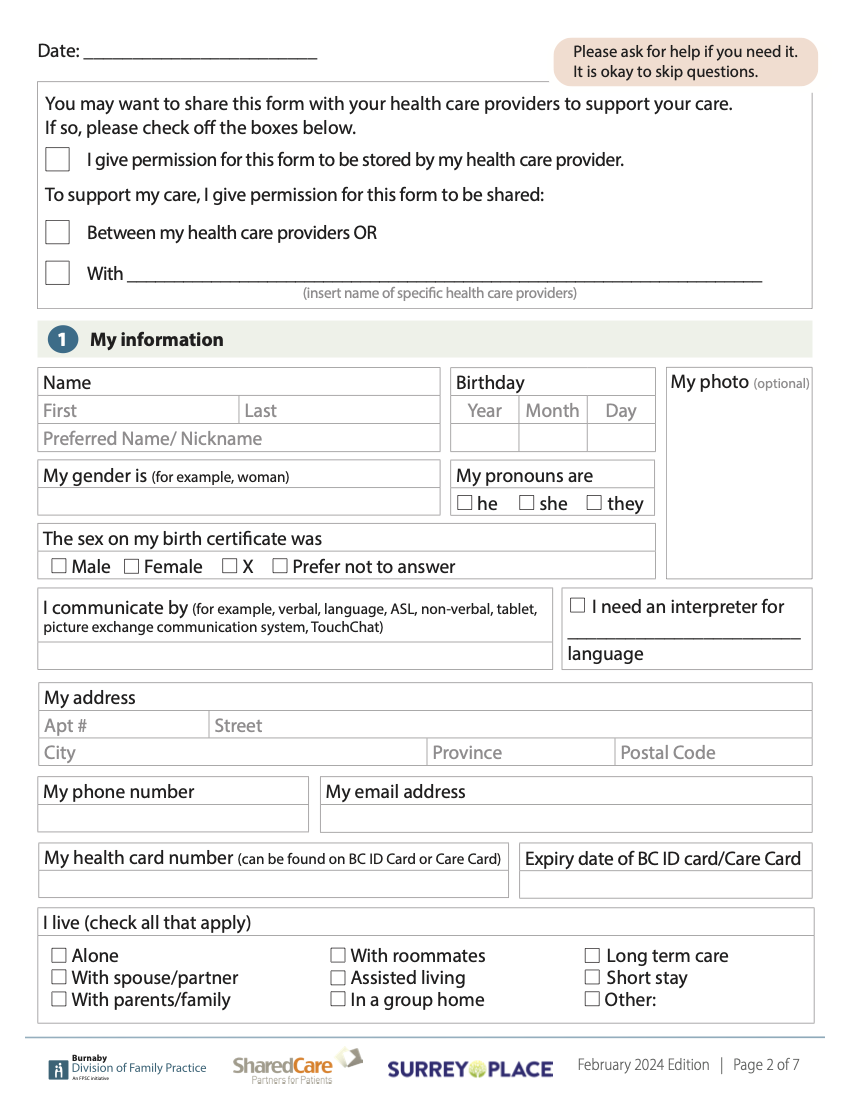 Date: ________________________
Please ask for help if you need it.
It is okay to skip questions.
You may want to share this form with your health care providers to support your care.
If so, please check off the boxes below.
I give permission for this form to be stored by my health care provider.
To support my care, I give permission for this form to be shared:
Between my health care providers OR
With ________________________________________________________________
(insert name of specific health care providers)
1 My information
Name
First Last
Preferred Name/ Nickname
Birthday
Year Month Day
My photo (optional)
My gender is (for example, woman)
My pronouns are
☐ he ☐ she ☐ they
The sex on my birth certificate was
☐ Male ☐ Female ☐ X ☐ Prefer not to answer
I communicate by (for example, verbal, language, ASL, non-verbal, tablet,
picture exchange communication system, TouchChat)
☐ I need an interpreter for
________________________
language
My address
Apt # Street
City Province Postal Code
My phone number
My email address
My health card number (can be found on BC ID Card or Care Card)
Expiry date of BC ID card/Care Card
I live (check all that apply)
☐ Alone ☐ With roommates ☐ Long term care
☐ With spouse/partner ☐ Assisted living ☐ Short stay
☐ With parents/family ☐ In a group home ☐ Other:
Burnaby
Division of Family Practice
An FPSC initiative
SharedCare
Partners for Patients
SURREY PLACE
February 2024 Edition | Page 2 of 7